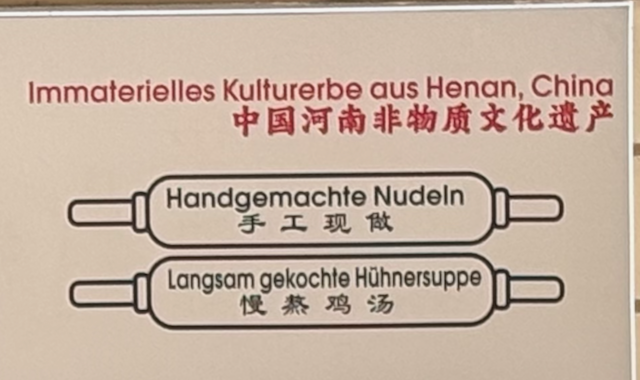 Immaterielles Kulturerbe aus Henan, China
中国河南非物质文化遗产
Handgemachte Nudeln
手工现做
Langsam gekochte Hühnersuppe
慢熬鸡汤